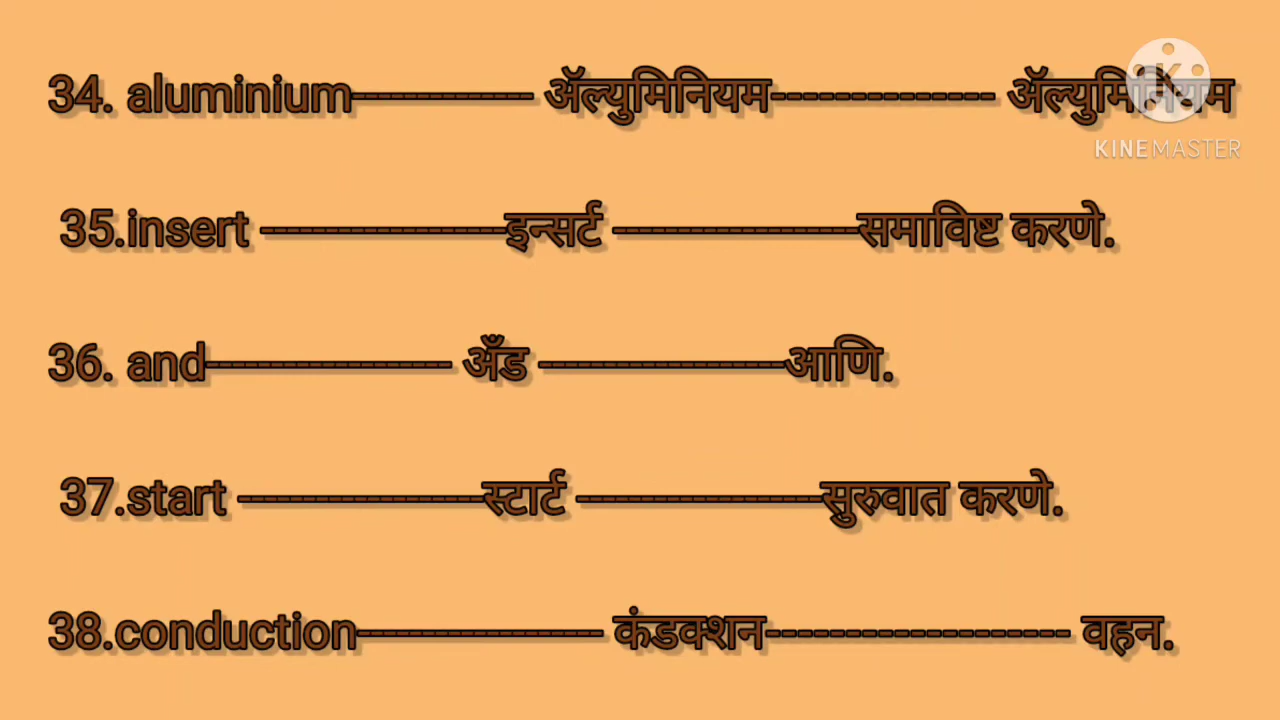 34. aluminium--------------- ॲल्युमिनियम-------------- ॲल्युमिनियम
KINEMASTER
35.insert --------------------इन्सर्ट --------------------समाविष्ट करणे.
36. and-------------------- अँड --------------------आणि.
37.start --------------------स्टार्ट --------------------सुरुवात करणे.
38.conduction-------------------- कंडक्शन------------------- वहन.